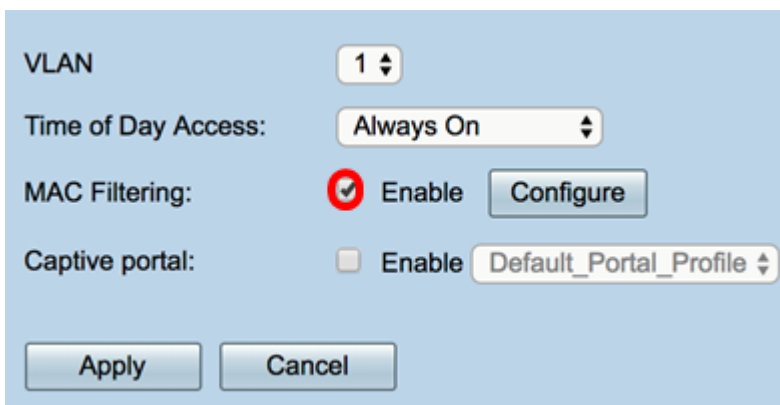 VLAN 1
Time of Day Access: Always On
MAC Filtering: Enable Configure
Captive portal: Enable Default_Portal_Profile
Apply Cancel